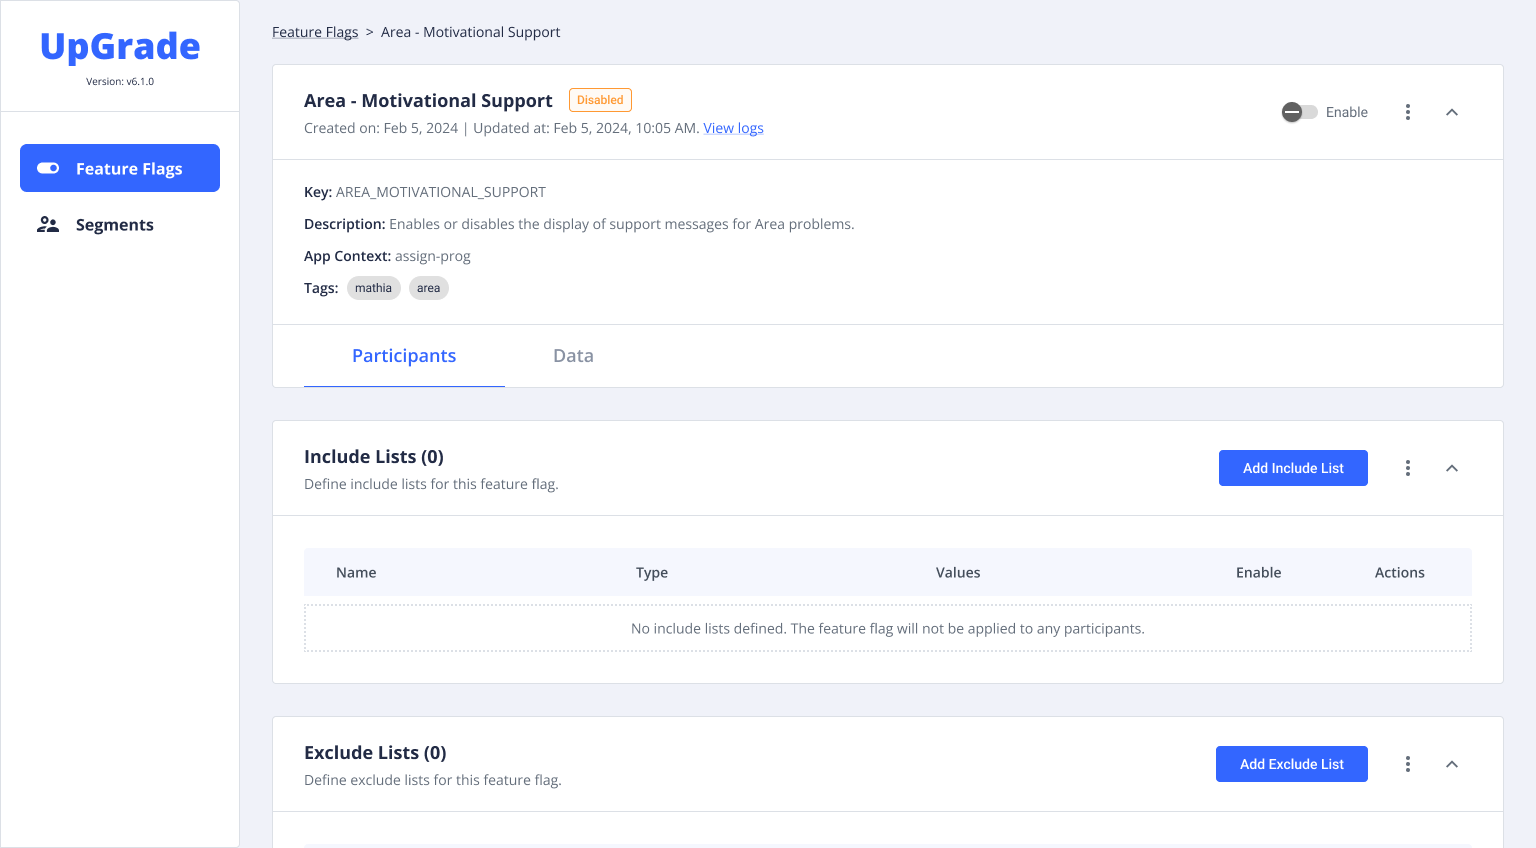 UpGrade
Version: v6.1.0
Feature Flags
Segments
Feature Flags > Area - Motivational Support
Area - Motivational Support Disabled
Created on: Feb 5, 2024 | Updated at: Feb 5, 2024, 10:05 AM. View logs
Enable
Key: AREA_MOTIVATIONAL_SUPPORT
Description: Enables or disables the display of support messages for Area problems.
App Context: assign-prog
Tags: mathia area
Participants Data
Include Lists (0)
Define include lists for this feature flag.
Add Include List
Name Type Values Enable Actions
No include lists defined. The feature flag will not be applied to any participants.
Exclude Lists (0)
Define exclude lists for this feature flag.
Add Exclude List